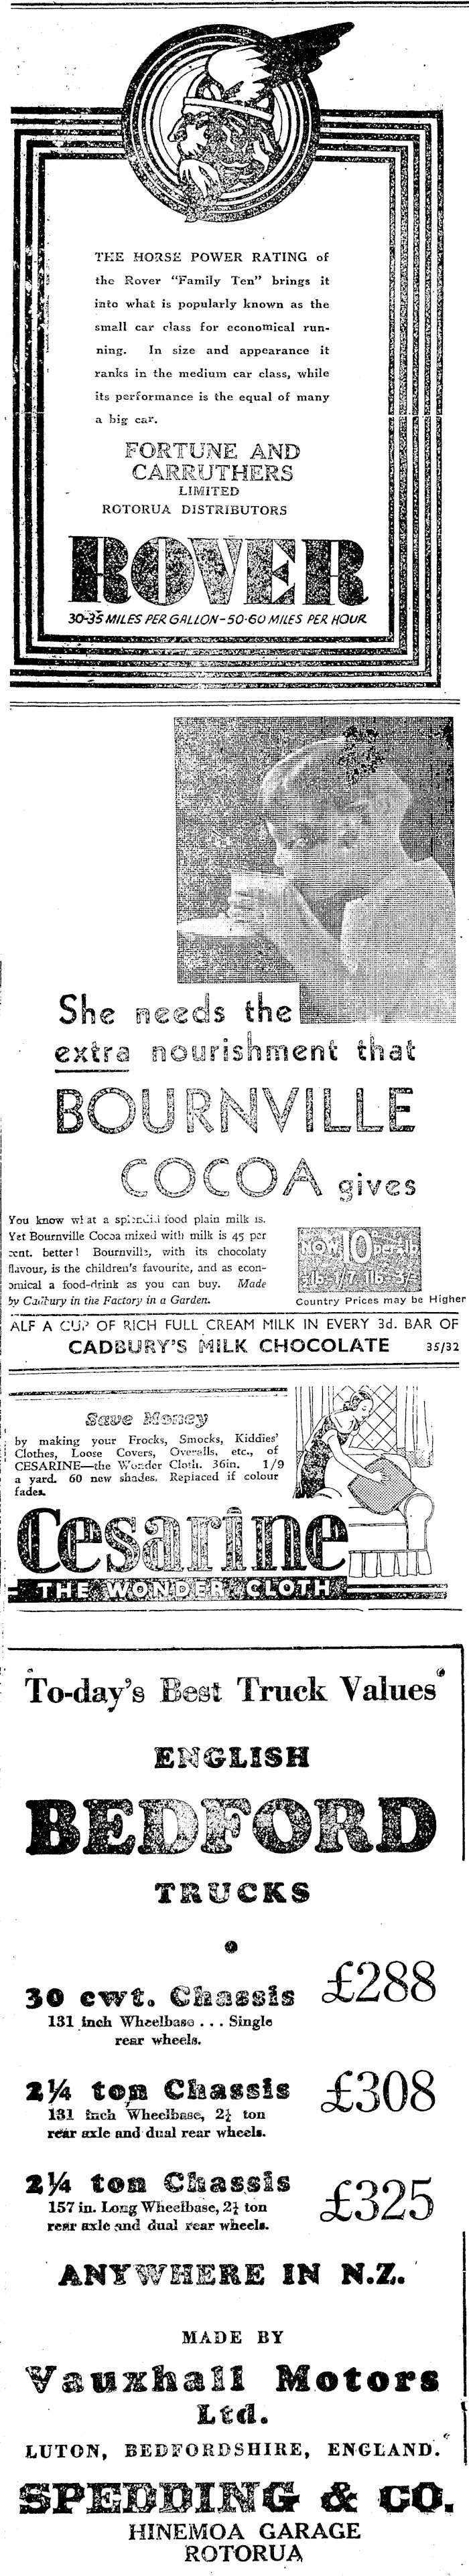 THE HORSE POWER RATING of
the Rover "Family Ten" brings it
into what is popularly known as the
small car class for economical run-
ning. In size and appearance it
ranks in the medium car class, while
its performance is the equal of many
a big car.
FORTUNE AND
CARRUTHERS
LIMITED
ROTORUA DISTRIBUTORS
ROVER
30-35 MILES PER GALLON-50-60 MILES PER HOUR
She needs the
extra nourishment that
BOURNVILLE
COCOA gives
You know what a splendid food plain milk is.
Yet Bournville Cocoa mixed with milk is 45 per
cent. better! Bournville, with its chocolaty
flavour, is the children's favourite, and as econ-
omical a food-drink as you can buy. Made
by Cadbury in the Factory in a Garden.
NOW 10D per ½lb
1lb. 3/-
Country Prices may be Higher
ALF A CUP OF RICH FULL CREAM MILK IN EVERY 3d. BAR OF
CADBURY'S MILK CHOCOLATE 35/32
Save Money
by making your Frocks, Smocks, Kiddies'
Clothes, Loose Covers, Overalls, etc., of
CESARINE—the Wonder Cloth. 36in. 1/9
a yard. 60 new shades. Replaced if colour
fades.
Cesarine
THE WONDER CLOTH
To-day's Best Truck Values
ENGLISH
BEDFORD
TRUCKS
30 cwt. Chassis £288
131 inch Wheelbase . . . Single
rear wheels.
2¼ ton Chassis £308
131 inch Wheelbase, 2¼ ton
rear axle and dual rear wheels.
2¼ ton Chassis £325
157 in. Long Wheelbase, 2¼ ton
rear axle and dual rear wheels.
ANYWHERE IN N.Z.
MADE BY
Vauxhall Motors
Ltd.
LUTON, BEDFORDSHIRE, ENGLAND.
SPEDDING & CO.
HINEMOA GARAGE
ROTORUA